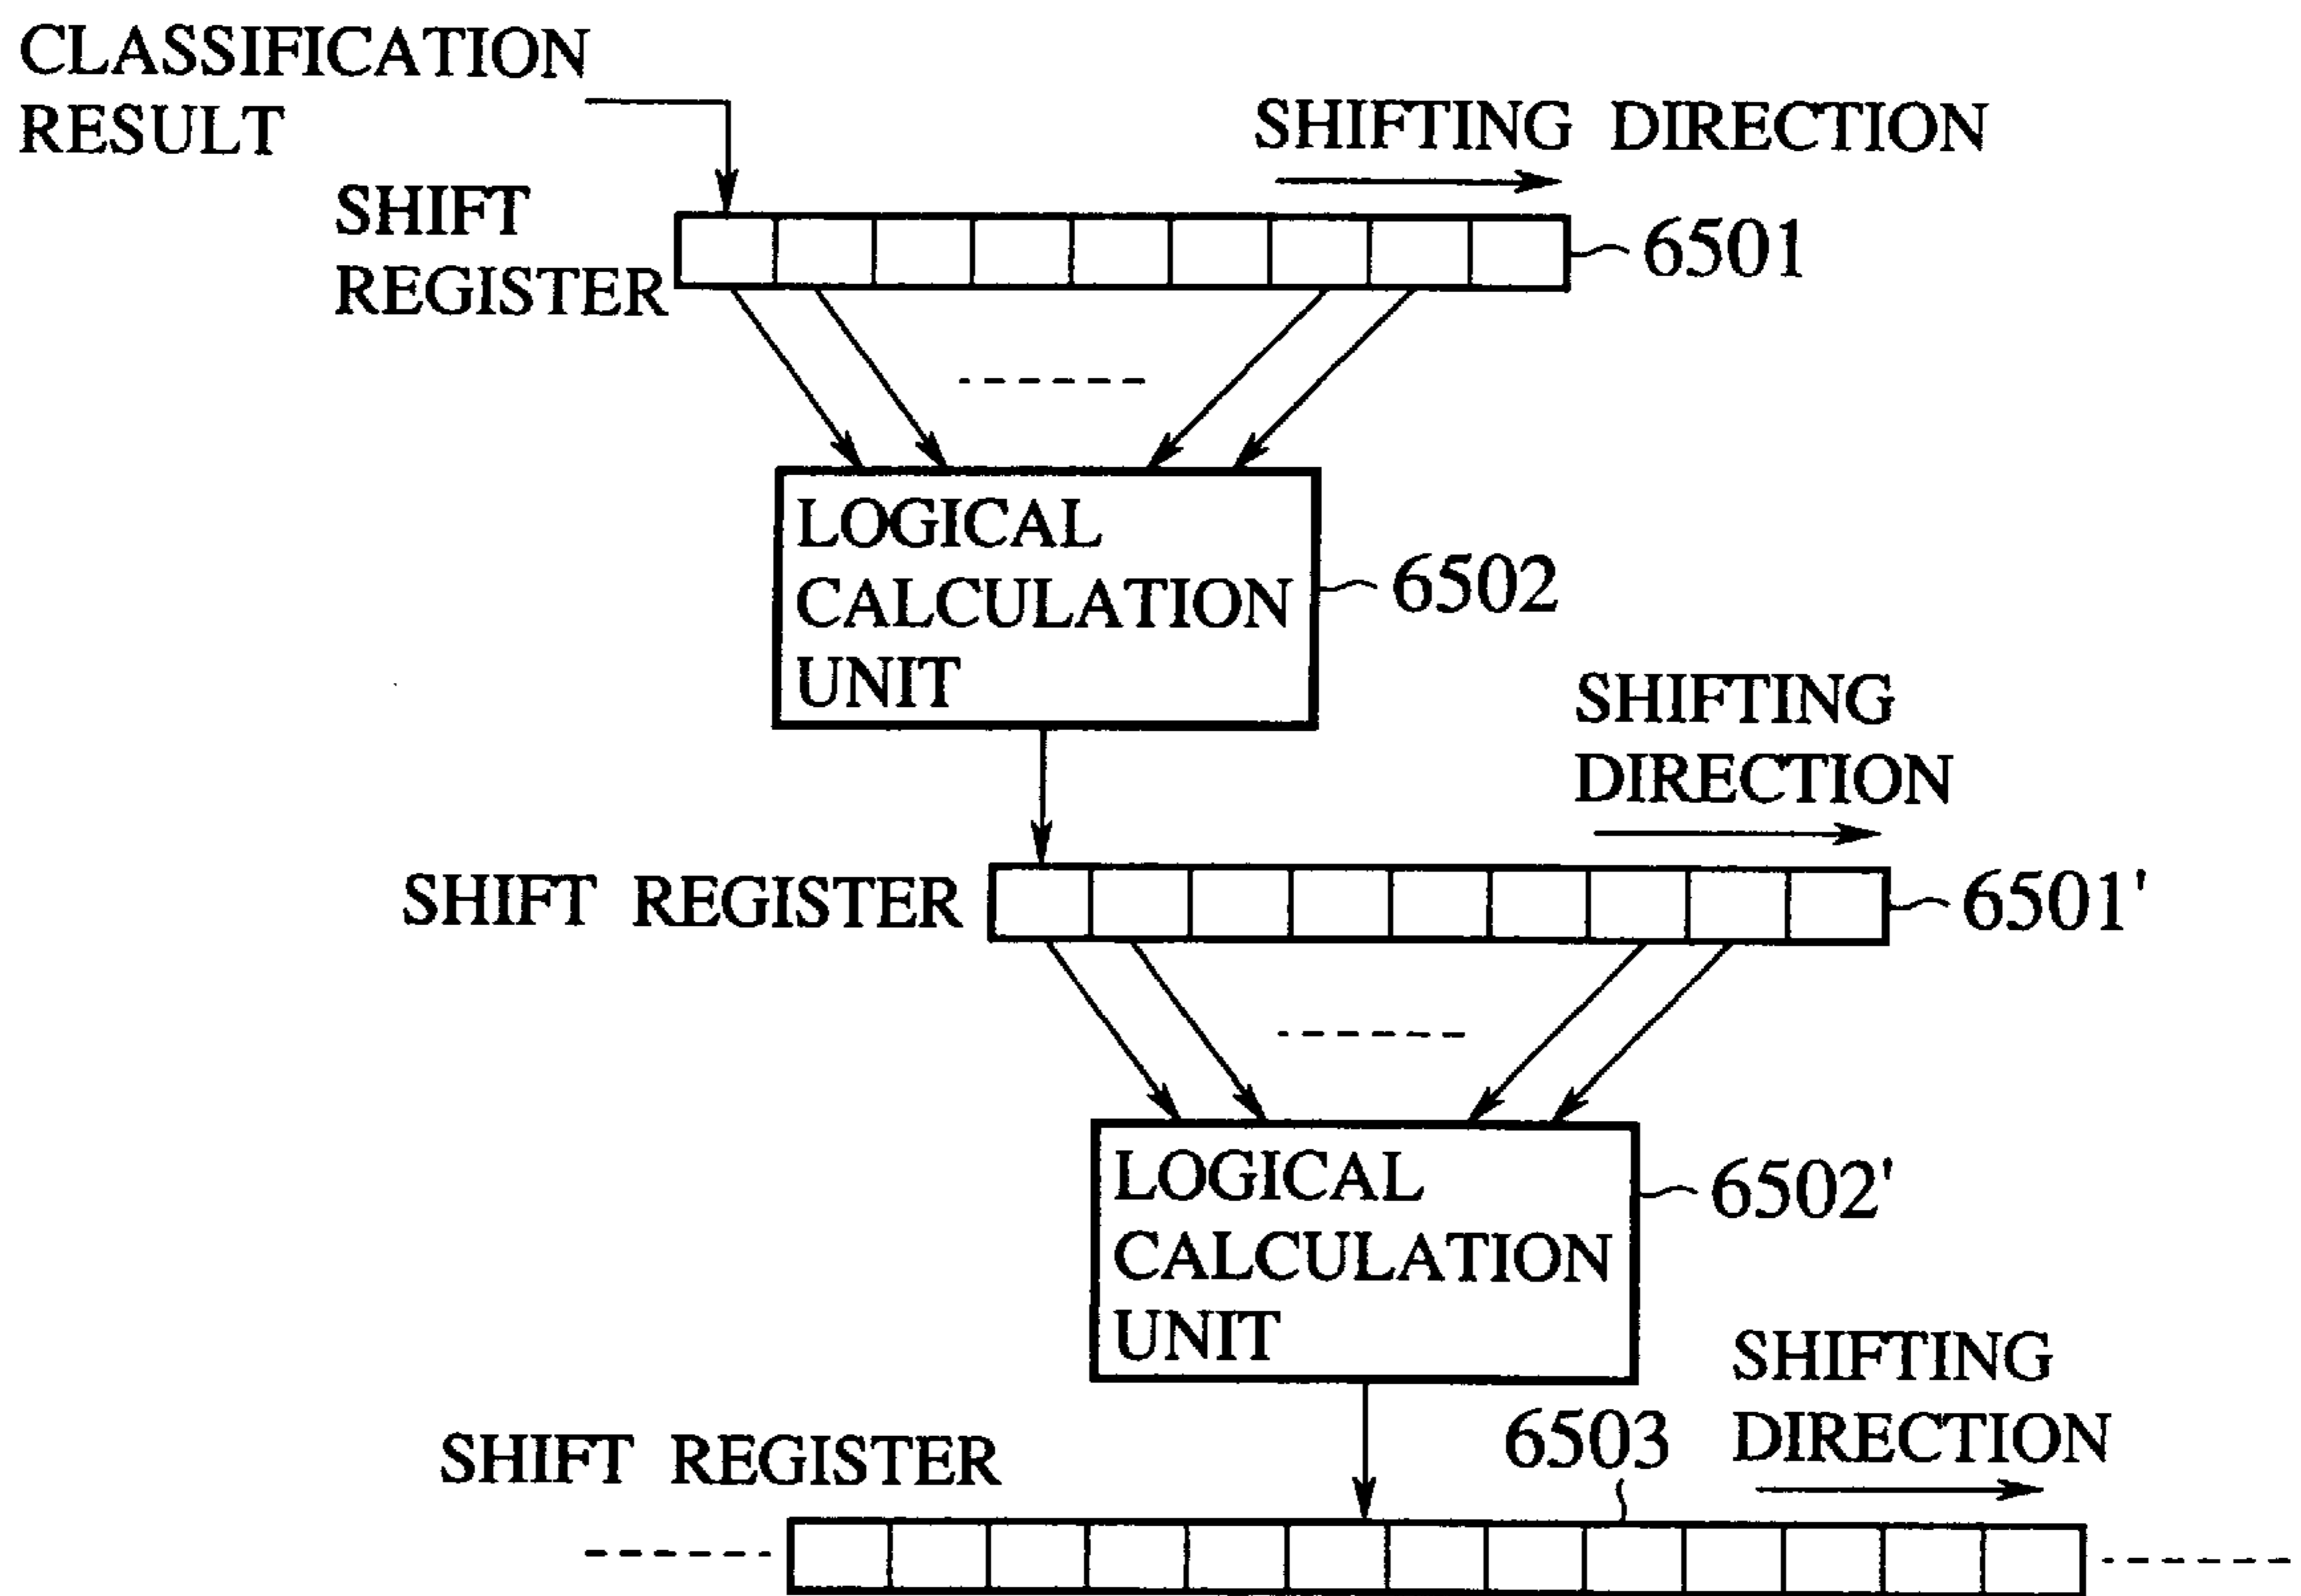 CLASSIFICATION
RESULT
SHIFTING DIRECTION
SHIFT
REGISTER
6501
LOGICAL
CALCULATION
UNIT
6502
SHIFTING
DIRECTION
SHIFT REGISTER
6501'
LOGICAL
CALCULATION
UNIT
6502'
SHIFTING
DIRECTION
6503
SHIFT REGISTER